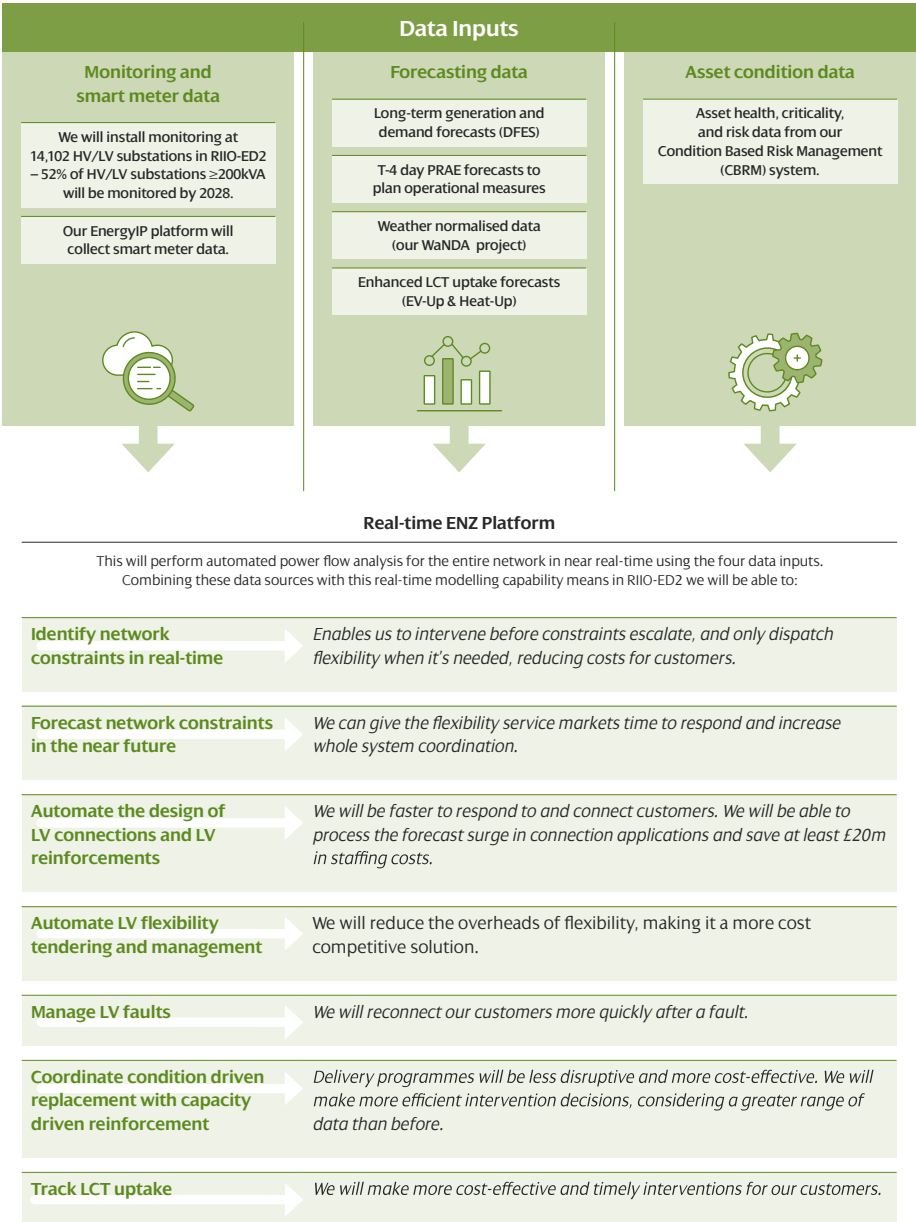 Data Inputs
Monitoring and
smart meter data
We will install monitoring at
14,102 HV/LV substations in RIIO-ED2
– 52% of HV/LV substations ≥200kVA
will be monitored by 2028.
Our EnergyIP platform will
collect smart meter data.
Forecasting data
Long-term generation and
demand forecasts (DFES)
T-4 day PRAE forecasts to
plan operational measures
Weather normalised data
(our WaNDA project)
Enhanced LCT uptake forecasts
(EV-Up & Heat-Up)
Asset condition data
Asset health, criticality,
and risk data from our
Condition Based Risk Management
(CBRM) system.
Real-time ENZ Platform
This will perform automated power flow analysis for the entire network in near real-time using the four data inputs.
Combining these data sources with this real-time modelling capability means in RIIO-ED2 we will be able to:
Identify network
constraints in real-time
Enables us to intervene before constraints escalate, and only dispatch
flexibility when it's needed, reducing costs for customers.
Forecast network constraints
in the near future
We can give the flexibility service markets time to respond and increase
whole system coordination.
Automate the design of
LV connections and LV
reinforcements
We will be faster to respond to and connect customers. We will be able to
process the forecast surge in connection applications and save at least £20m
in staffing costs.
Automate LV flexibility
tendering and management
We will reduce the overheads of flexibility, making it a more cost
competitive solution.
Manage LV faults
We will reconnect our customers more quickly after a fault.
Coordinate condition driven
replacement with capacity
driven reinforcement
Delivery programmes will be less disruptive and more cost-effective. We will
make more efficient intervention decisions, considering a greater range of
data than before.
Track LCT uptake
We will make more cost-effective and timely interventions for our customers.